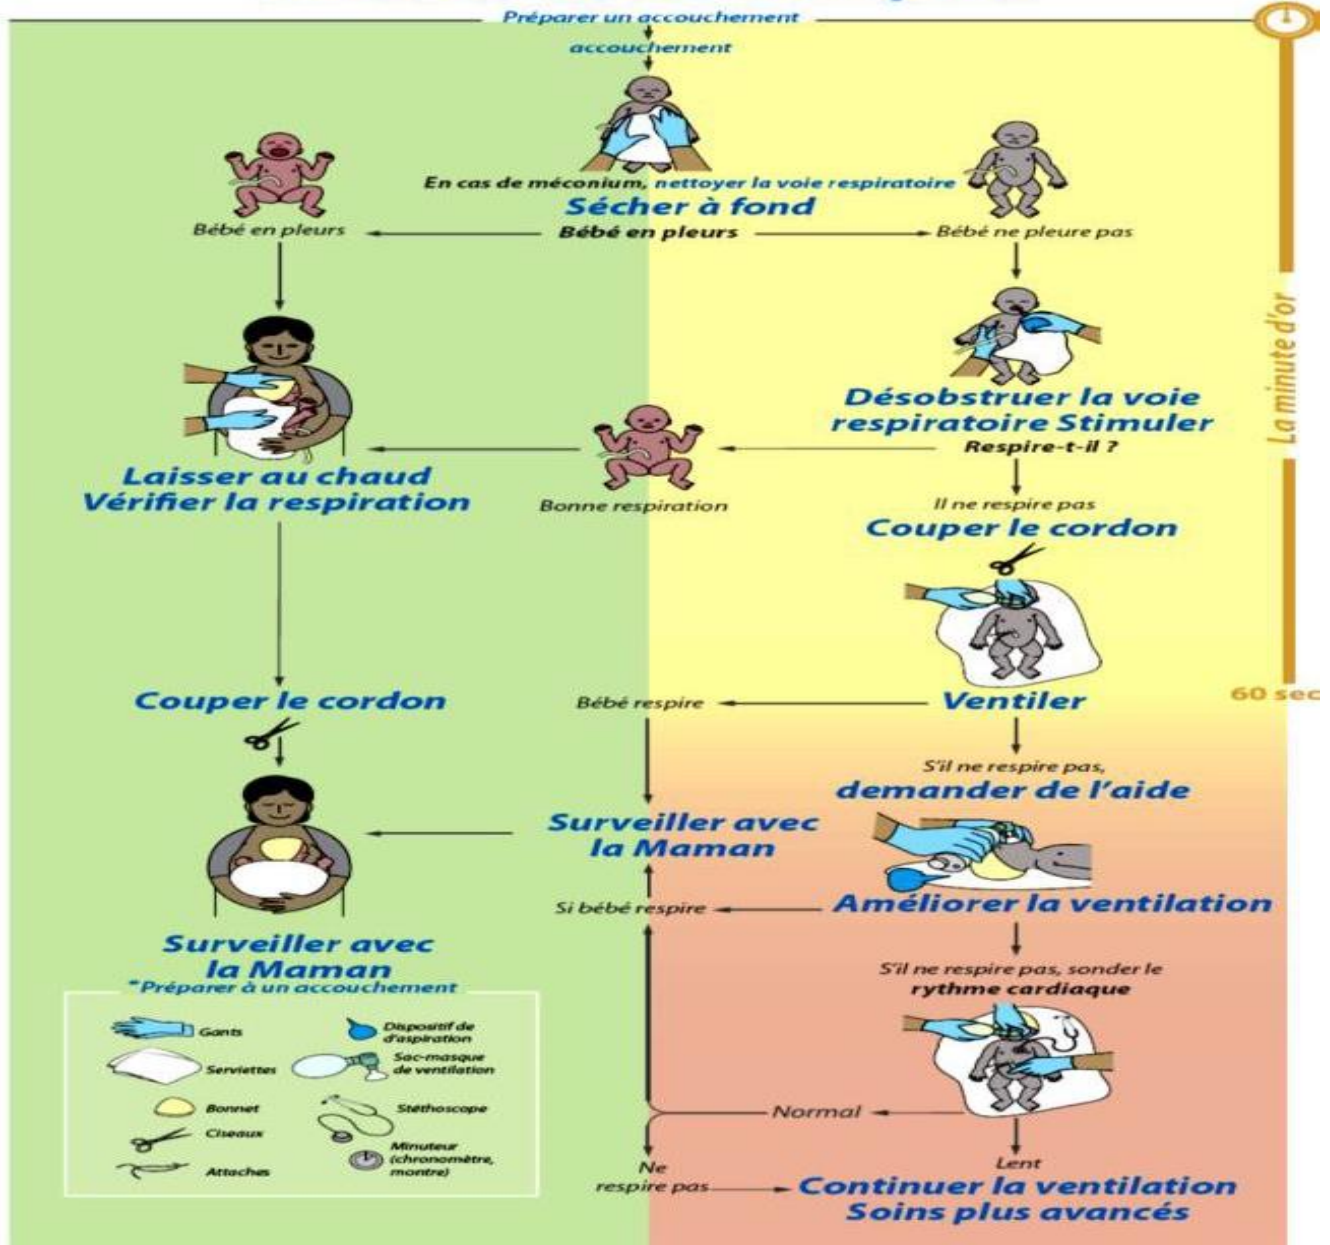 Préparer un accouchement
accouchement
En cas de méconium, nettoyer la voie respiratoire
Sécher à fond
Bébé en pleurs
Bébé en pleurs
Bébé ne pleure pas
La minute d'or
Désobstruer la voie
respiratoire Stimuler
Respire-t-il ?
Laisser au chaud
Vérifier la respiration
Bonne respiration
Il ne respire pas
Couper le cordon
Couper le cordon
Bébé respire
Ventiler
60 sec
S'il ne respire pas,
demander de l'aide
Surveiller avec
la Maman
Si bébé respire
Améliorer la ventilation
Surveiller avec
la Maman
S'il ne respire pas, sonder le
rythme cardiaque
*Préparer à un accouchement
Gants
Dispositif de
d'aspiration
Serviettes
Sac-masque
de ventilation
Bonnet
Stéthoscope
Ciseaux
Minuteur
(chronomètre,
montre)
Attaches
Normal
Ne
respire pas
Lent
Continuer la ventilation
Soins plus avancés